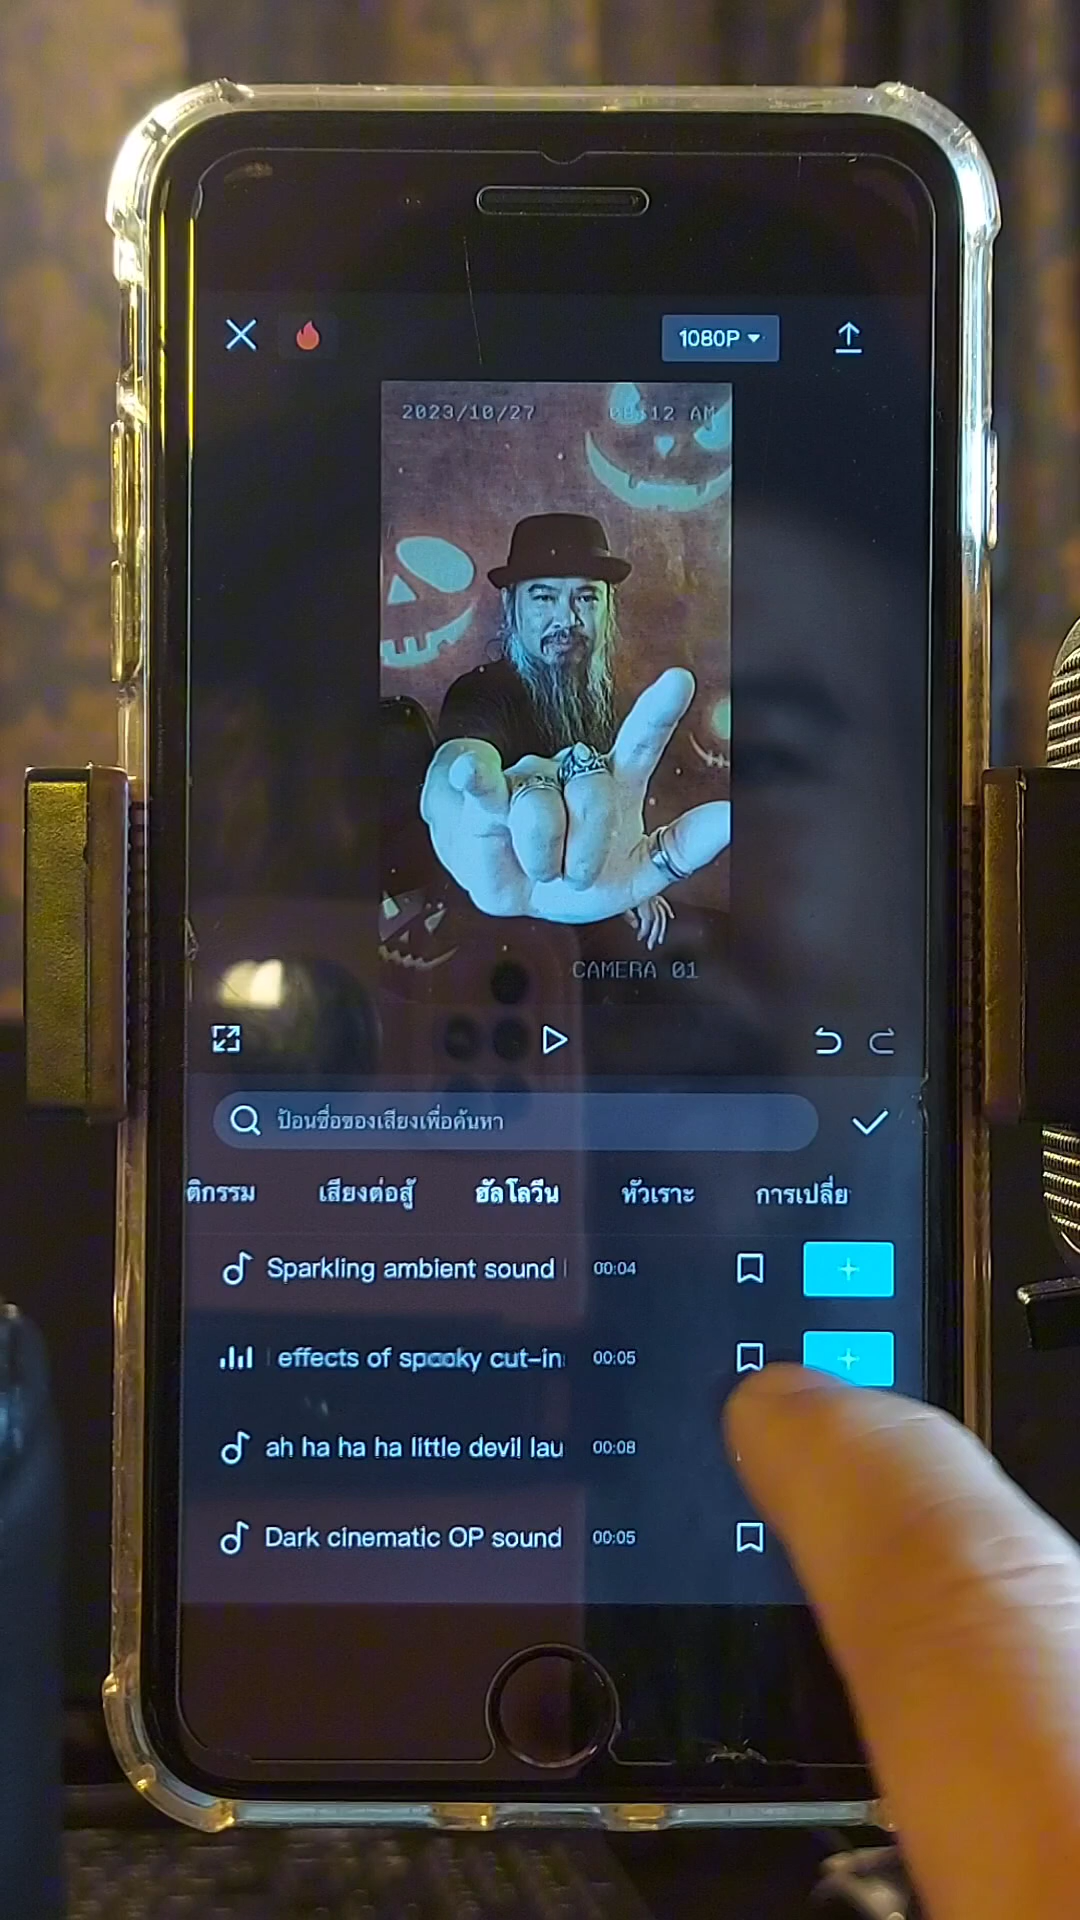 1080P
2023/10/27
08:12 AM
CAMERA 01
ป้อนชื่อของเสียงเพื่อค้นหา
ติกรรม เสียงต่อสู้ ฮัลโลวีน หัวเราะ การเปลี่ย
Sparkling ambient sound 00:04
effects of spooky cut-in 00:05
ah ha ha ha little devil lau 00:08
Dark cinematic OP sound 00:05